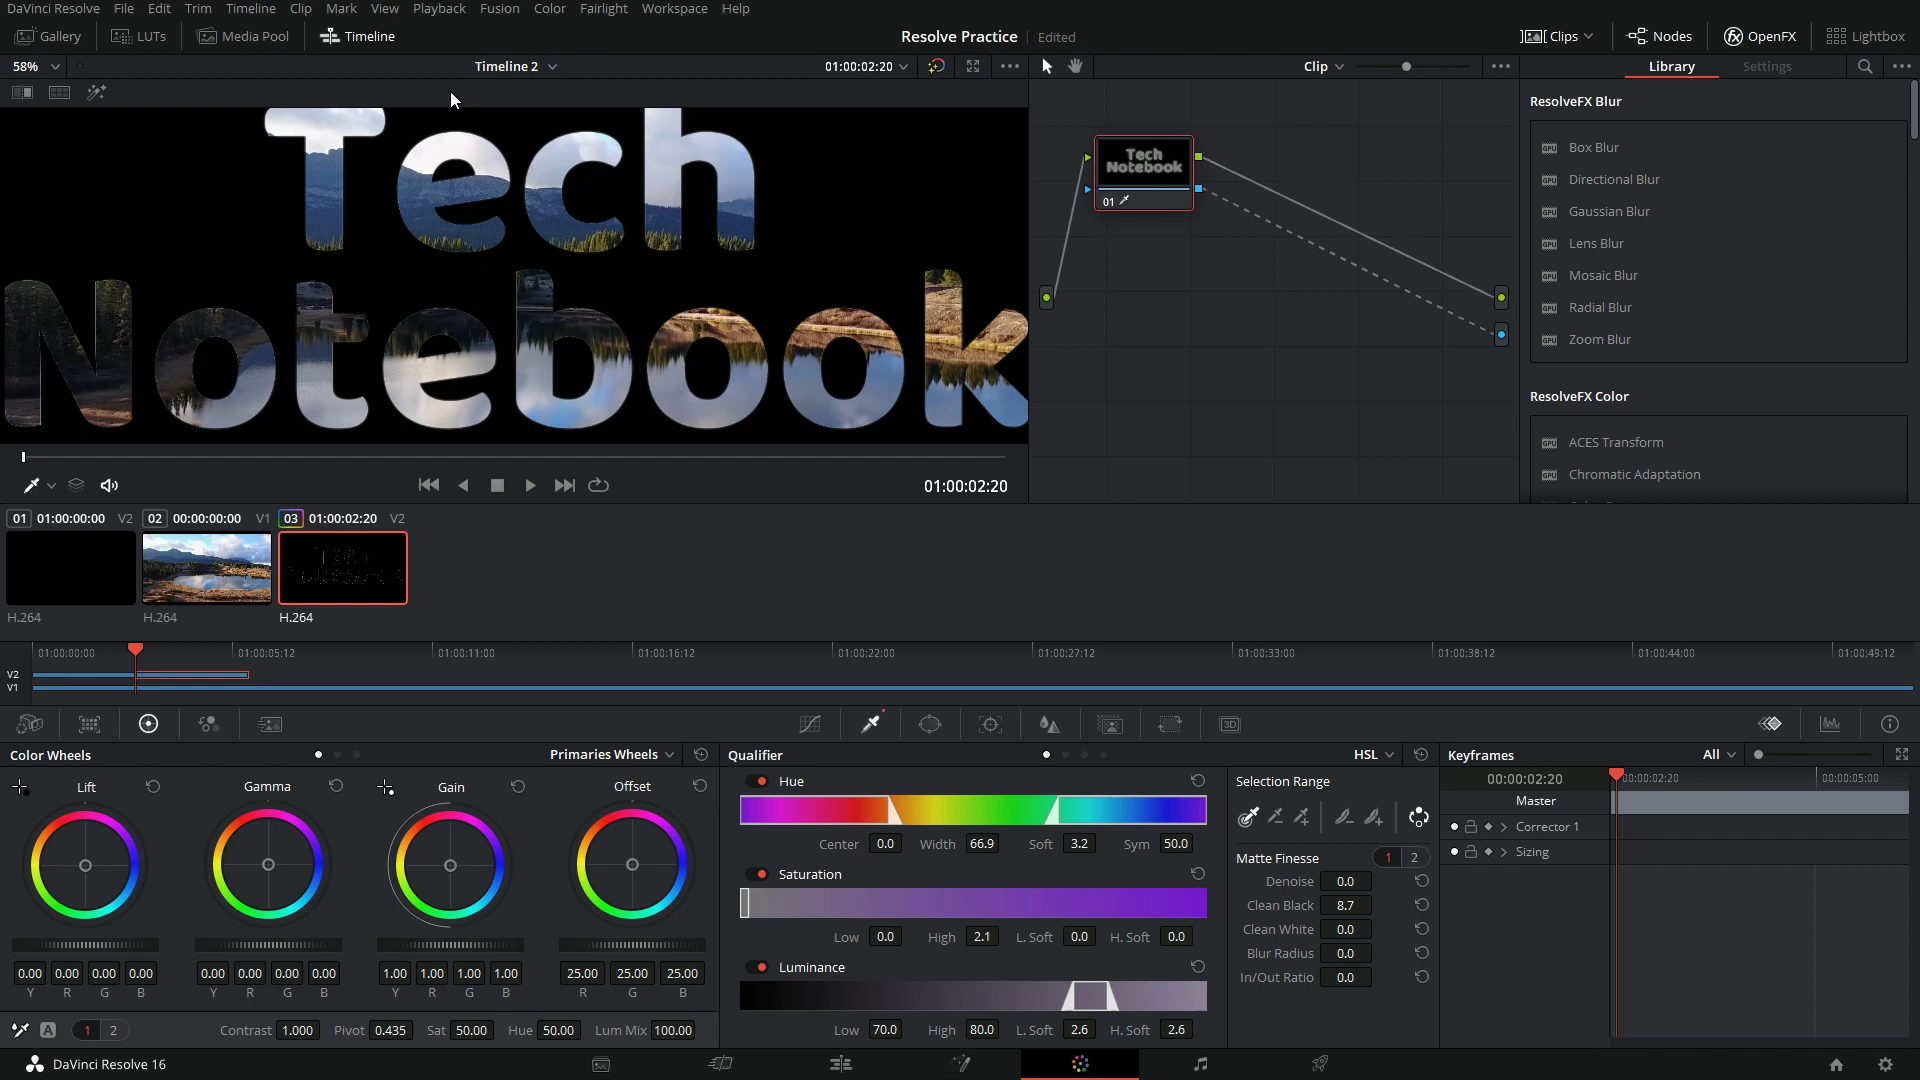 DaVinci Resolve File Edit Trim Timeline Clip Mark View Playback Fusion Color Fairlight Workspace Help
Gallery LUTs Media Pool Timeline Resolve Practice Edited Clips Nodes OpenFX Lightbox
58% Timeline 2 01:00:02:20 Clip Library Settings
Tech
Notebook
01:00:02:20
Tech
Notebook
01
ResolveFX Blur
Box Blur
Directional Blur
Gaussian Blur
Lens Blur
Mosaic Blur
Radial Blur
Zoom Blur
ResolveFX Color
ACES Transform
Chromatic Adaptation
01 01:00:00:00 V2 02 00:00:00:00 V1 03 01:00:02:20 V2
H.264 H.264 H.264
01:00:00:00 01:00:05:12 01:00:11:00 01:00:16:12 01:00:22:00 01:00:27:12 01:00:33:00 01:00:38:12 01:00:44:00 01:00:49:12
V2
V1
3D
Color Wheels Primaries Wheels
Lift Gamma Gain Offset
0.00 0.00 0.00 0.00 0.00 0.00 0.00 0.00 1.00 1.00 1.00 1.00 25.00 25.00 25.00
Y R G B Y R G B Y R G B R G B
A 1 2 Contrast 1.000 Pivot 0.435 Sat 50.00 Hue 50.00 Lum Mix 100.00
Qualifier HSL
Hue
Center 0.0 Width 66.9 Soft 3.2 Sym 50.0
Saturation
Low 0.0 High 2.1 L. Soft 0.0 H. Soft 0.0
Luminance
Low 70.0 High 80.0 L. Soft 2.6 H. Soft 2.6
Selection Range
Matte Finesse 1 2
Denoise 0.0
Clean Black 8.7
Clean White 0.0
Blur Radius 0.0
In/Out Ratio 0.0
Keyframes All
00:00:02:20 00:00:02:20 00:00:05:00
Master
Corrector 1
Sizing
DaVinci Resolve 16